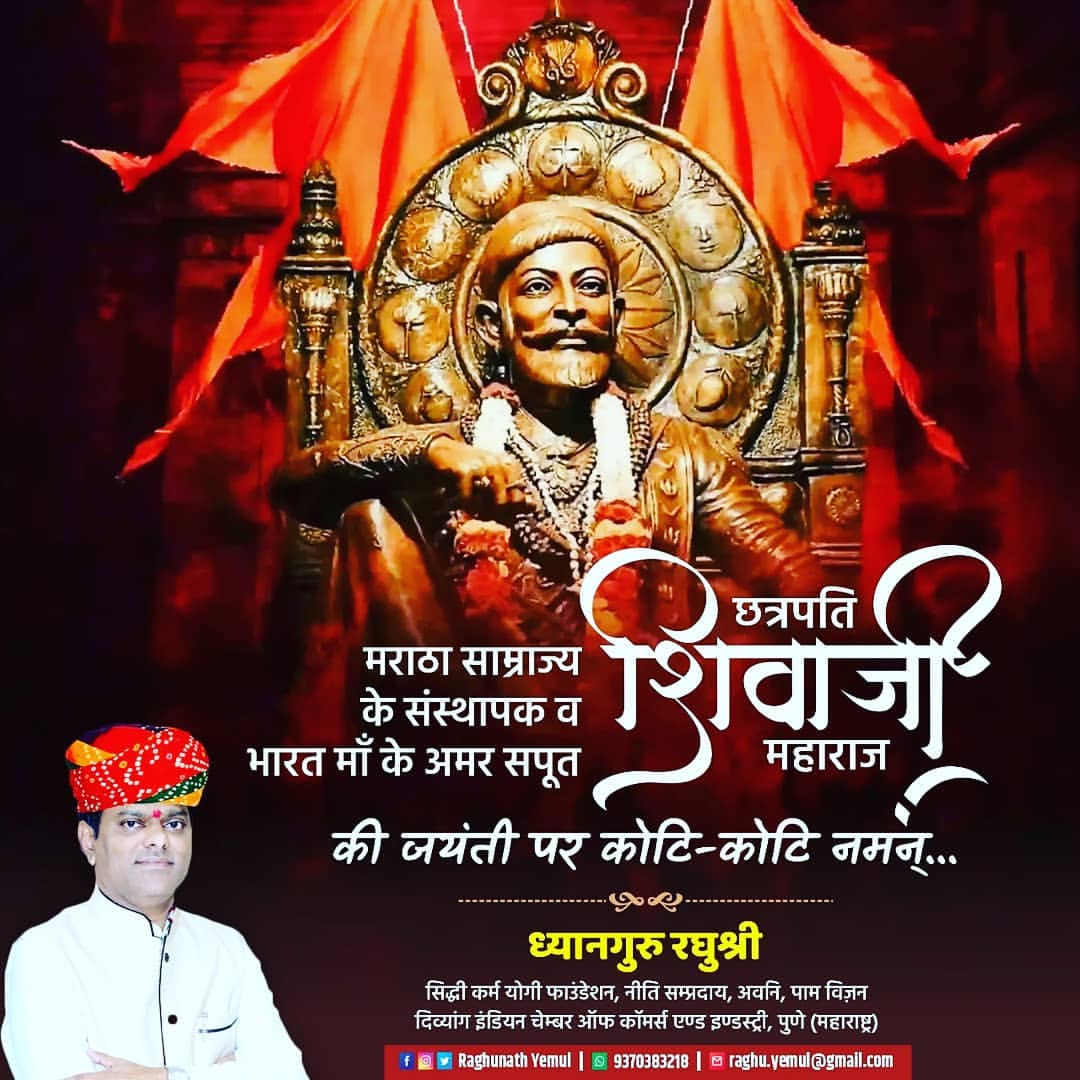 छत्रपति
शिवाजी
महाराज
मराठा साम्राज्य
के संस्थापक व
भारत माँ के अमर सपूत
की जयंती पर कोटि-कोटि नमन्...
ध्यानगुरु रघुश्री
सिद्धी कर्म योगी फाउंडेशन, नीति सम्प्रदाय, अवनि, पाम विज़न
दिव्यांग इंडियन चेम्बर ऑफ कॉमर्स एण्ड इण्डस्ट्री, पुणे (महाराष्ट्र)
Raghunath Yemul | 9370383218 | raghu.yemul@gmail.com